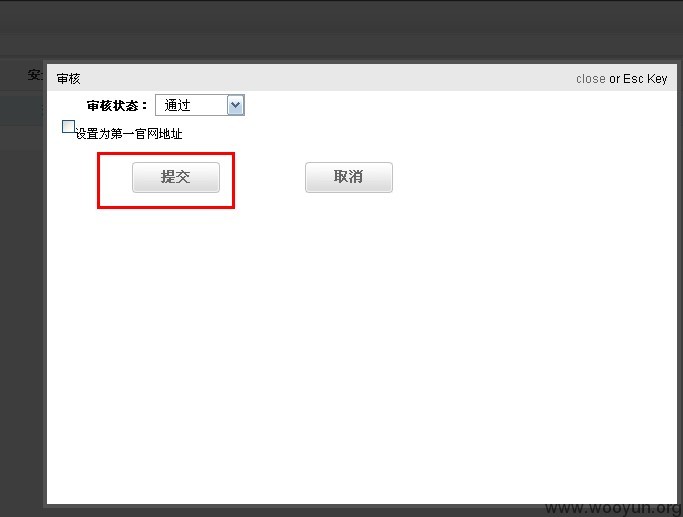 安
审核
close or Esc Key
审核状态： 通过
设置为第一官网地址
提交
取消
www.wooyun.org